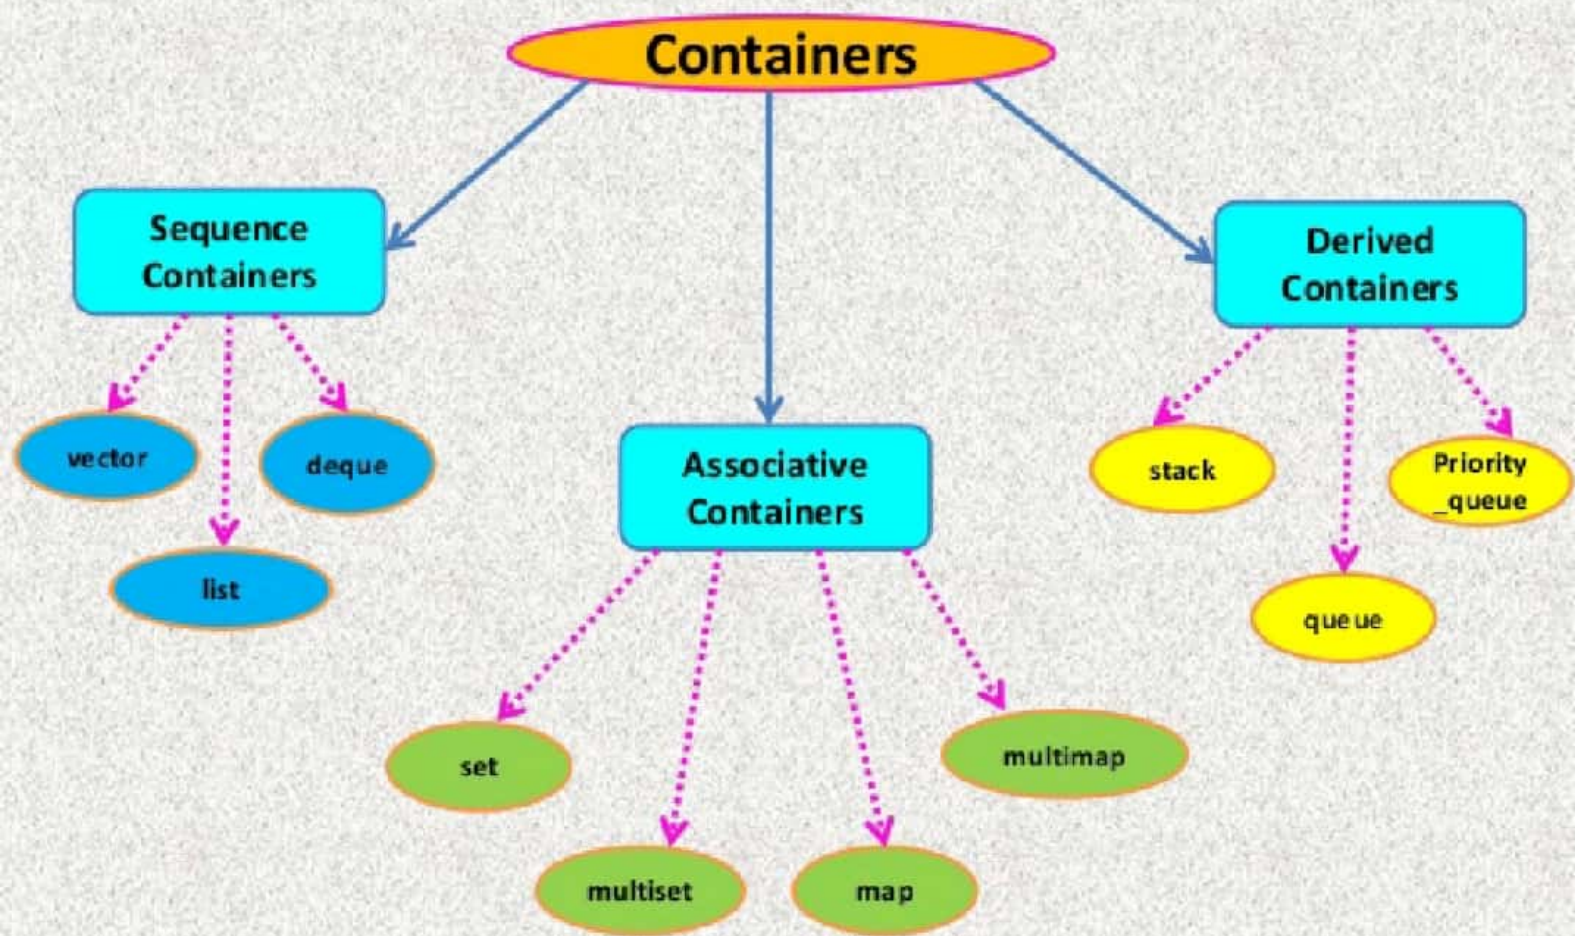 Containers
Sequence
Containers
Derived
Containers
vector
deque
list
Associative
Containers
stack
Priority
_queue
queue
set
multimap
multiset
map